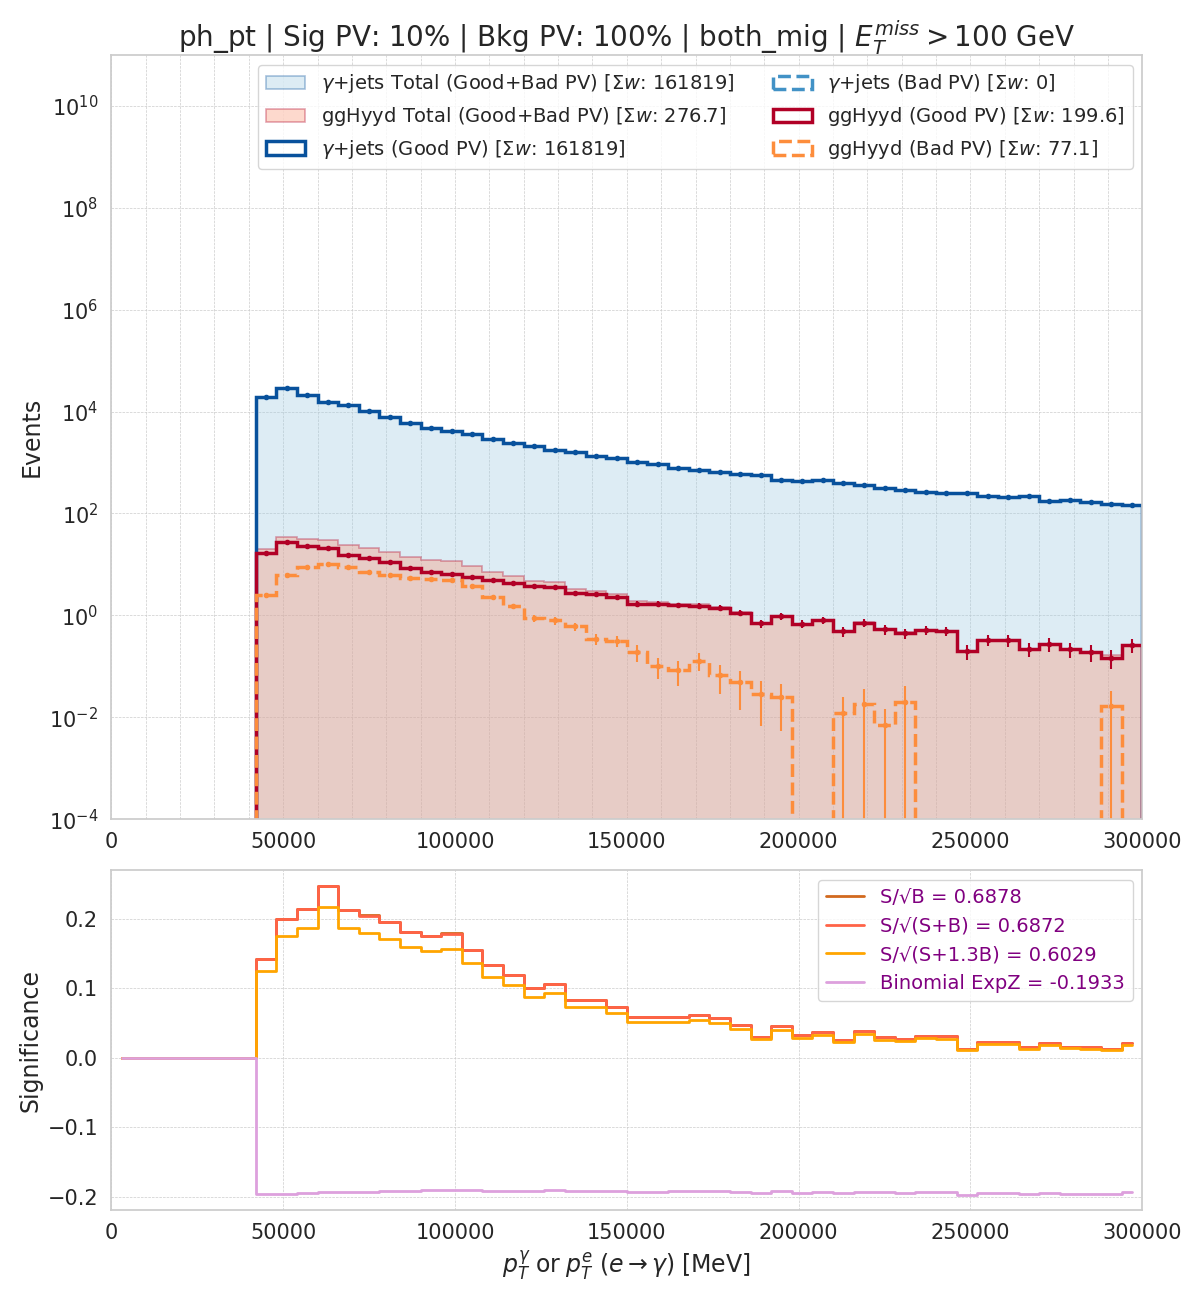 ph_pt | Sig PV: 10% | Bkg PV: 100% | both_mig | E_T^{miss} > 100 GeV
γ+jets Total (Good+Bad PV) [Σw: 161819]
ggHyyd Total (Good+Bad PV) [Σw: 276.7]
γ+jets (Good PV) [Σw: 161819]
γ+jets (Bad PV) [Σw: 0]
ggHyyd (Good PV) [Σw: 199.6]
ggHyyd (Bad PV) [Σw: 77.1]
Events
10^{10}
10^{8}
10^{6}
10^{4}
10^{2}
10^{0}
10^{−2}
10^{−4}
0 50000 100000 150000 200000 250000 300000
S/√B = 0.6878
S/√(S+B) = 0.6872
S/√(S+1.3B) = 0.6029
Binomial ExpZ = -0.1933
Significance
0.2
0.1
0.0
−0.1
−0.2
0 50000 100000 150000 200000 250000 300000
p_T^γ or p_T^e (e→γ) [MeV]